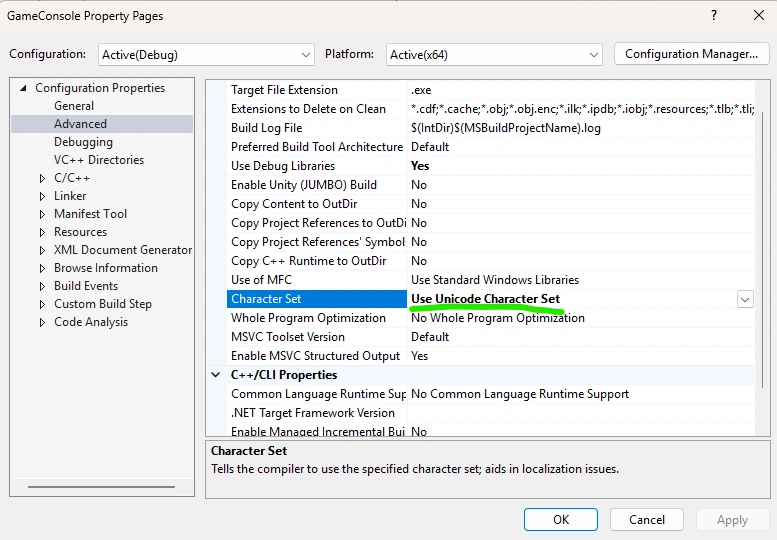 GameConsole Property Pages
? ×
Configuration: Active(Debug) Platform: Active(x64) Configuration Manager...
Configuration Properties
General
Advanced
Debugging
VC++ Directories
C/C++
Linker
Manifest Tool
Resources
XML Document Generator
Browse Information
Build Events
Custom Build Step
Code Analysis
Target File Extension .exe
Extensions to Delete on Clean *.cdf;*.cache;*.obj;*.obj.enc;*.ilk;*.ipdb;*.iobj;*.resources;*.tlb;*.tli;
Build Log File $(IntDir)$(MSBuildProjectName).log
Preferred Build Tool Architecture Default
Use Debug Libraries Yes
Enable Unity (JUMBO) Build No
Copy Content to OutDir No
Copy Project References to OutDi No
Copy Project References' Symbol No
Copy C++ Runtime to OutDir No
Use of MFC Use Standard Windows Libraries
Character Set Use Unicode Character Set
Whole Program Optimization No Whole Program Optimization
MSVC Toolset Version Default
Enable MSVC Structured Output Yes
C++/CLI Properties
Common Language Runtime Sup No Common Language Runtime Support
.NET Target Framework Version
Enable Managed Incremental Bui No
Character Set
Tells the compiler to use the specified character set; aids in localization issues.
OK Cancel Apply